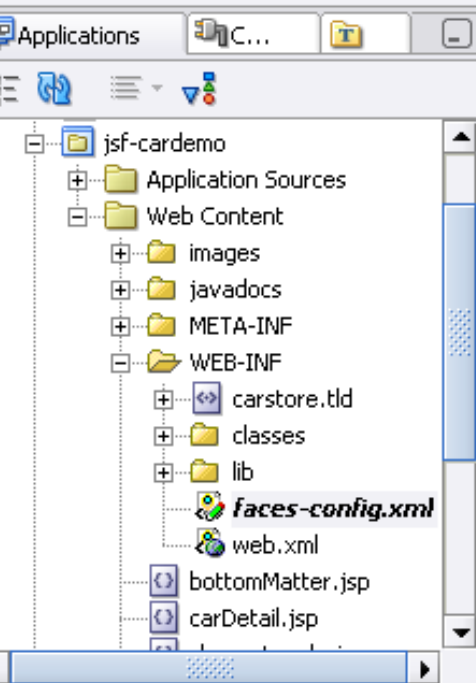 Applications
C...
T
jsf-cardemo
Application Sources
Web Content
images
javadocs
META-INF
WEB-INF
carstore.tld
classes
lib
faces-config.xml
web.xml
bottomMatter.jsp
carDetail.jsp